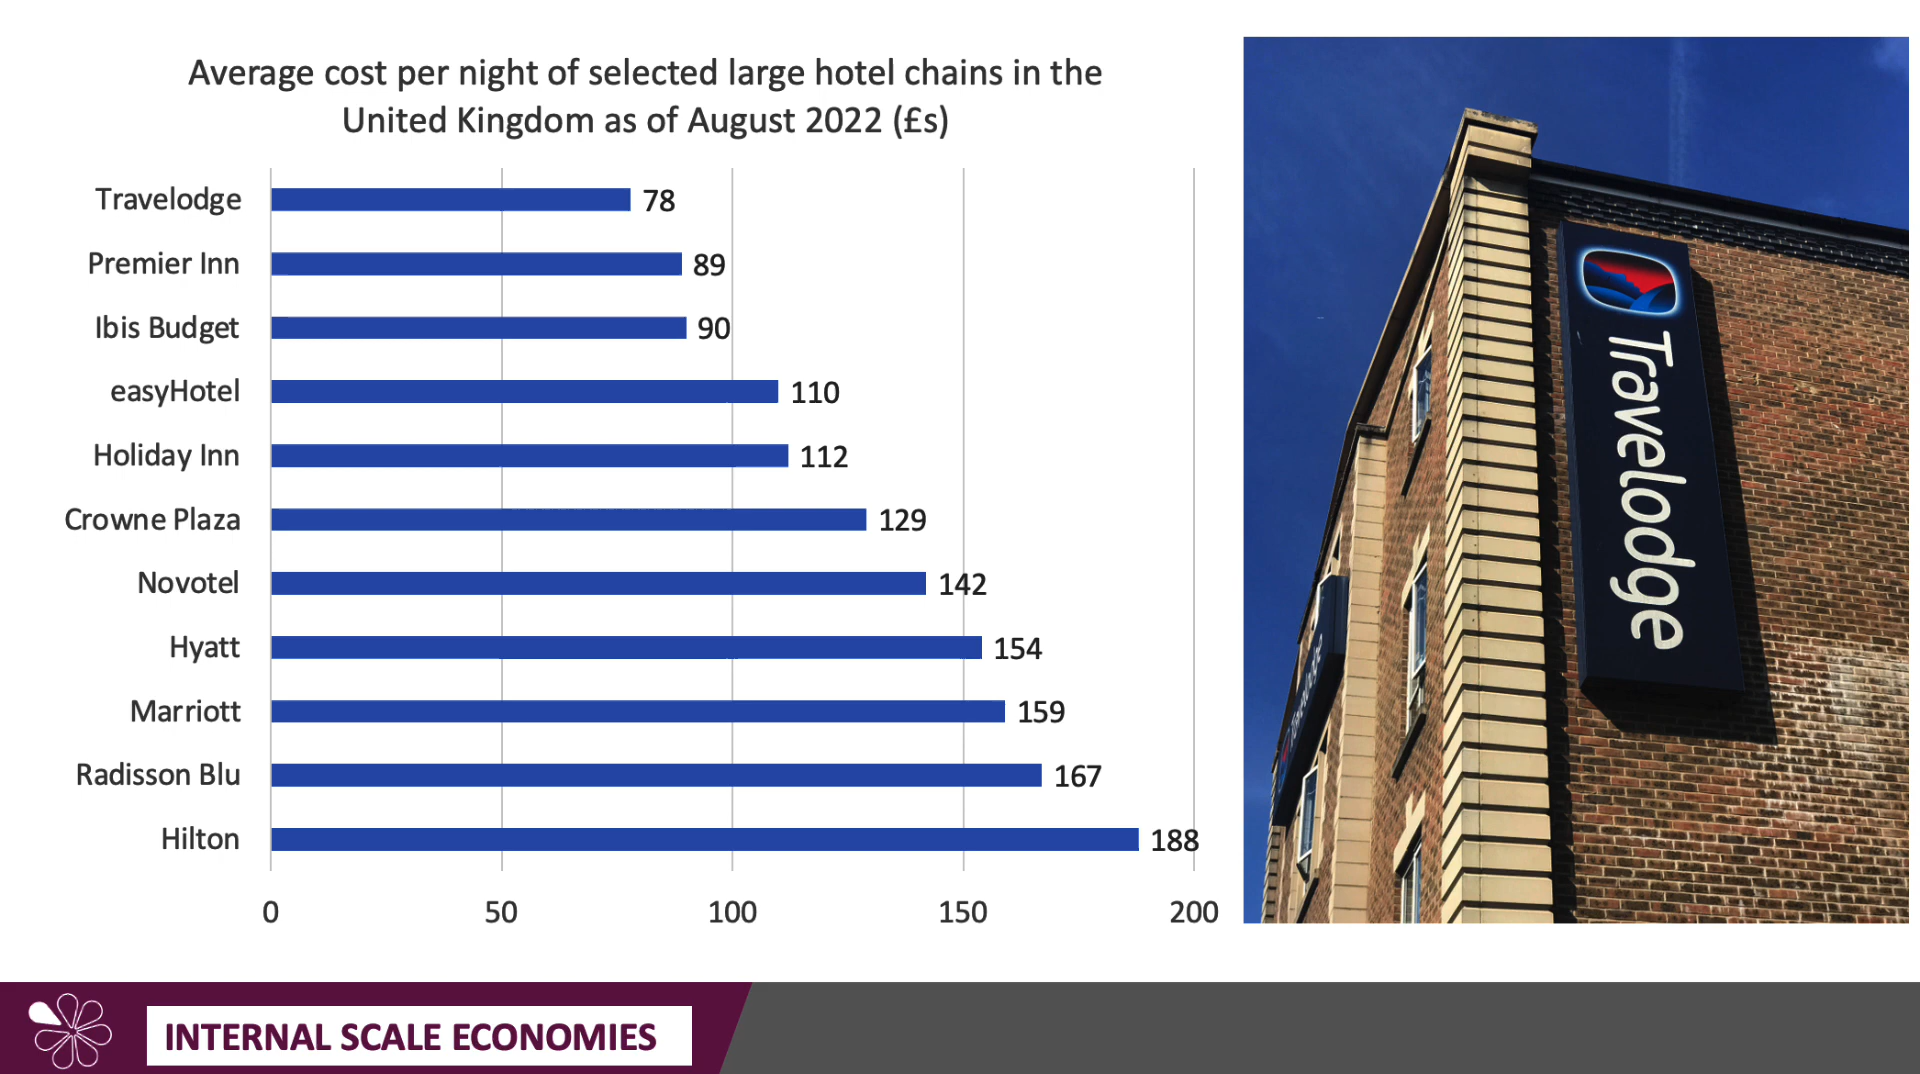 Average cost per night of selected large hotel chains in the
United Kingdom as of August 2022 (£s)
Travelodge 78
Premier Inn 89
Ibis Budget 90
easyHotel 110
Holiday Inn 112
Crowne Plaza 129
Novotel 142
Hyatt 154
Marriott 159
Radisson Blu 167
Hilton 188
0 50 100 150 200
Travelodge
Travelodge
INTERNAL SCALE ECONOMIES